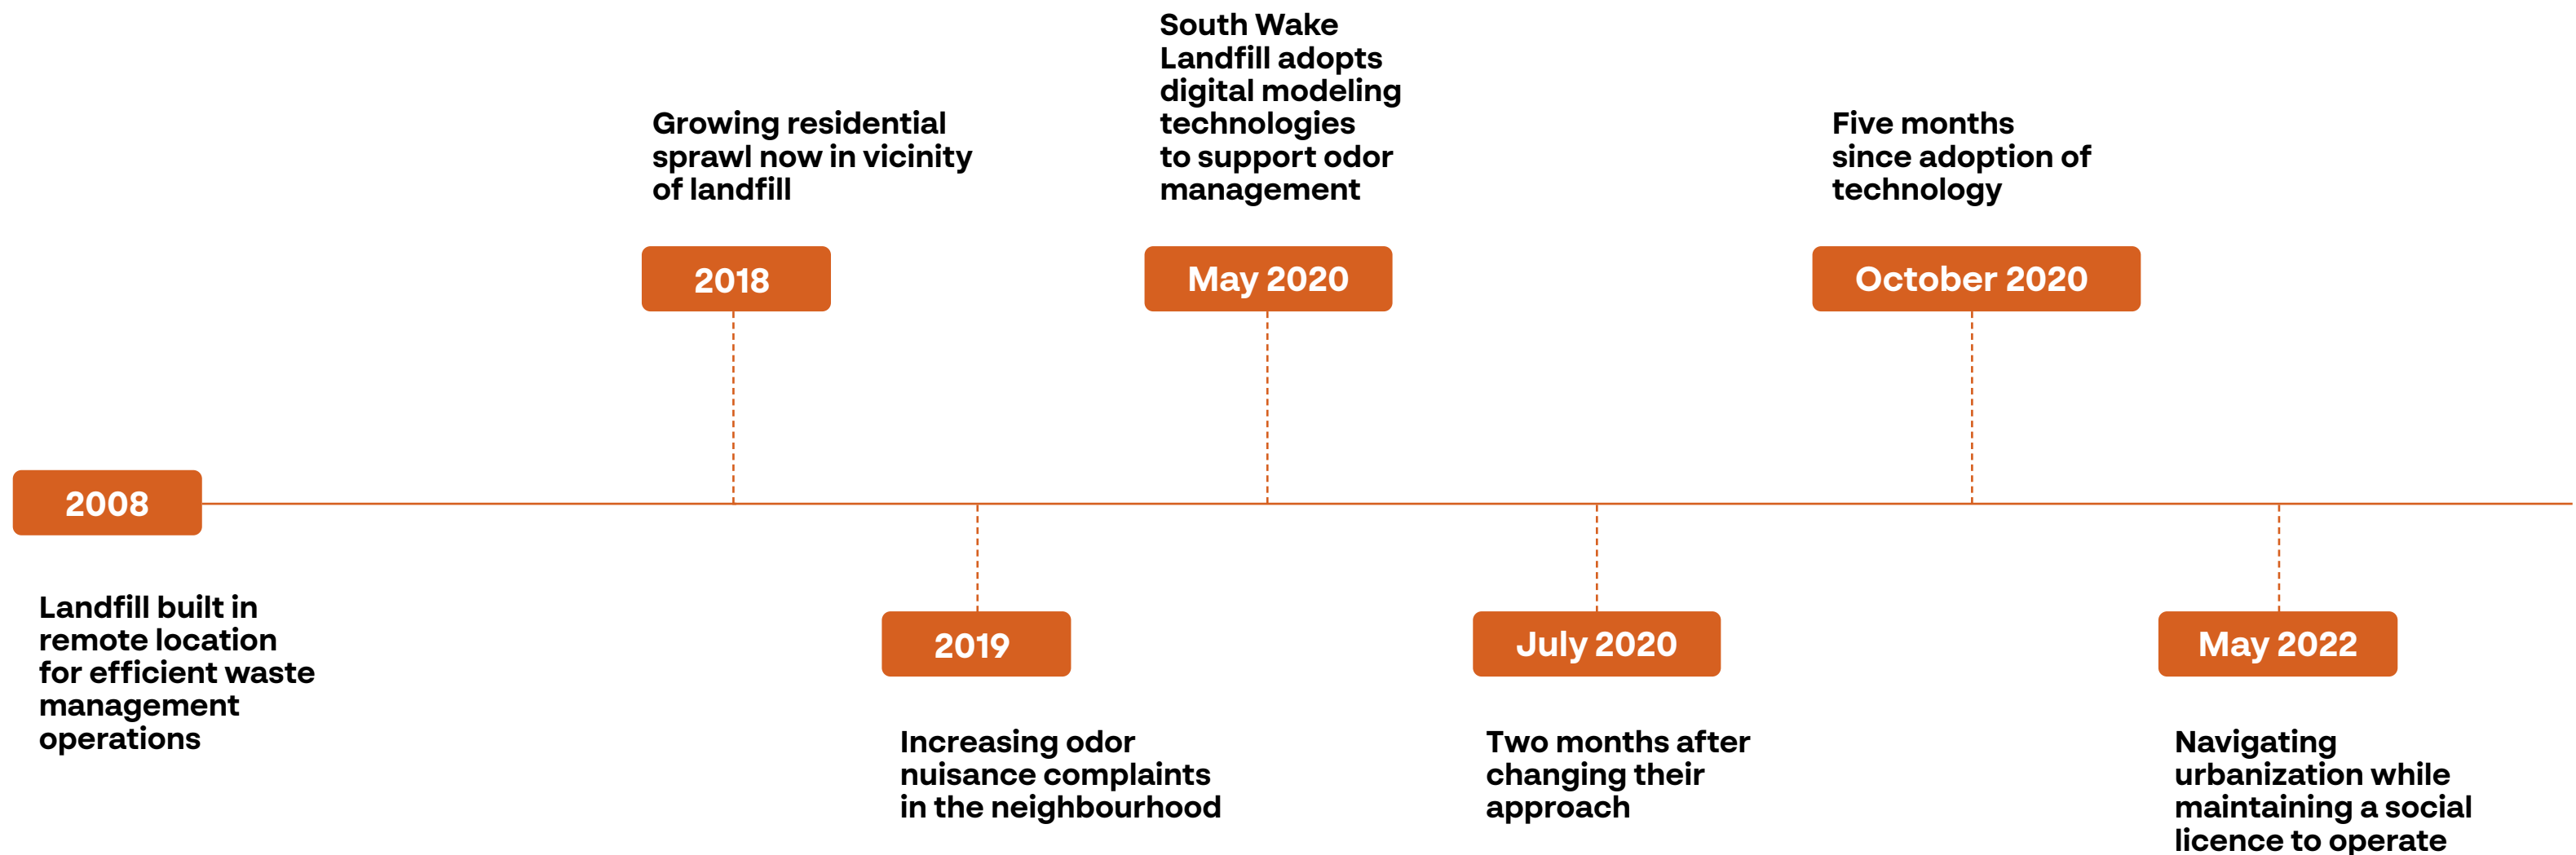 2008
Landfill built in
remote location
for efficient waste
management
operations
Growing residential
sprawl now in vicinity
of landfill
2018
2019
Increasing odor
nuisance complaints
in the neighbourhood
South Wake
Landfill adopts
digital modeling
technologies
to support odor
management
May 2020
July 2020
Two months after
changing their
approach
Five months
since adoption of
technology
October 2020
May 2022
Navigating
urbanization while
maintaining a social
licence to operate